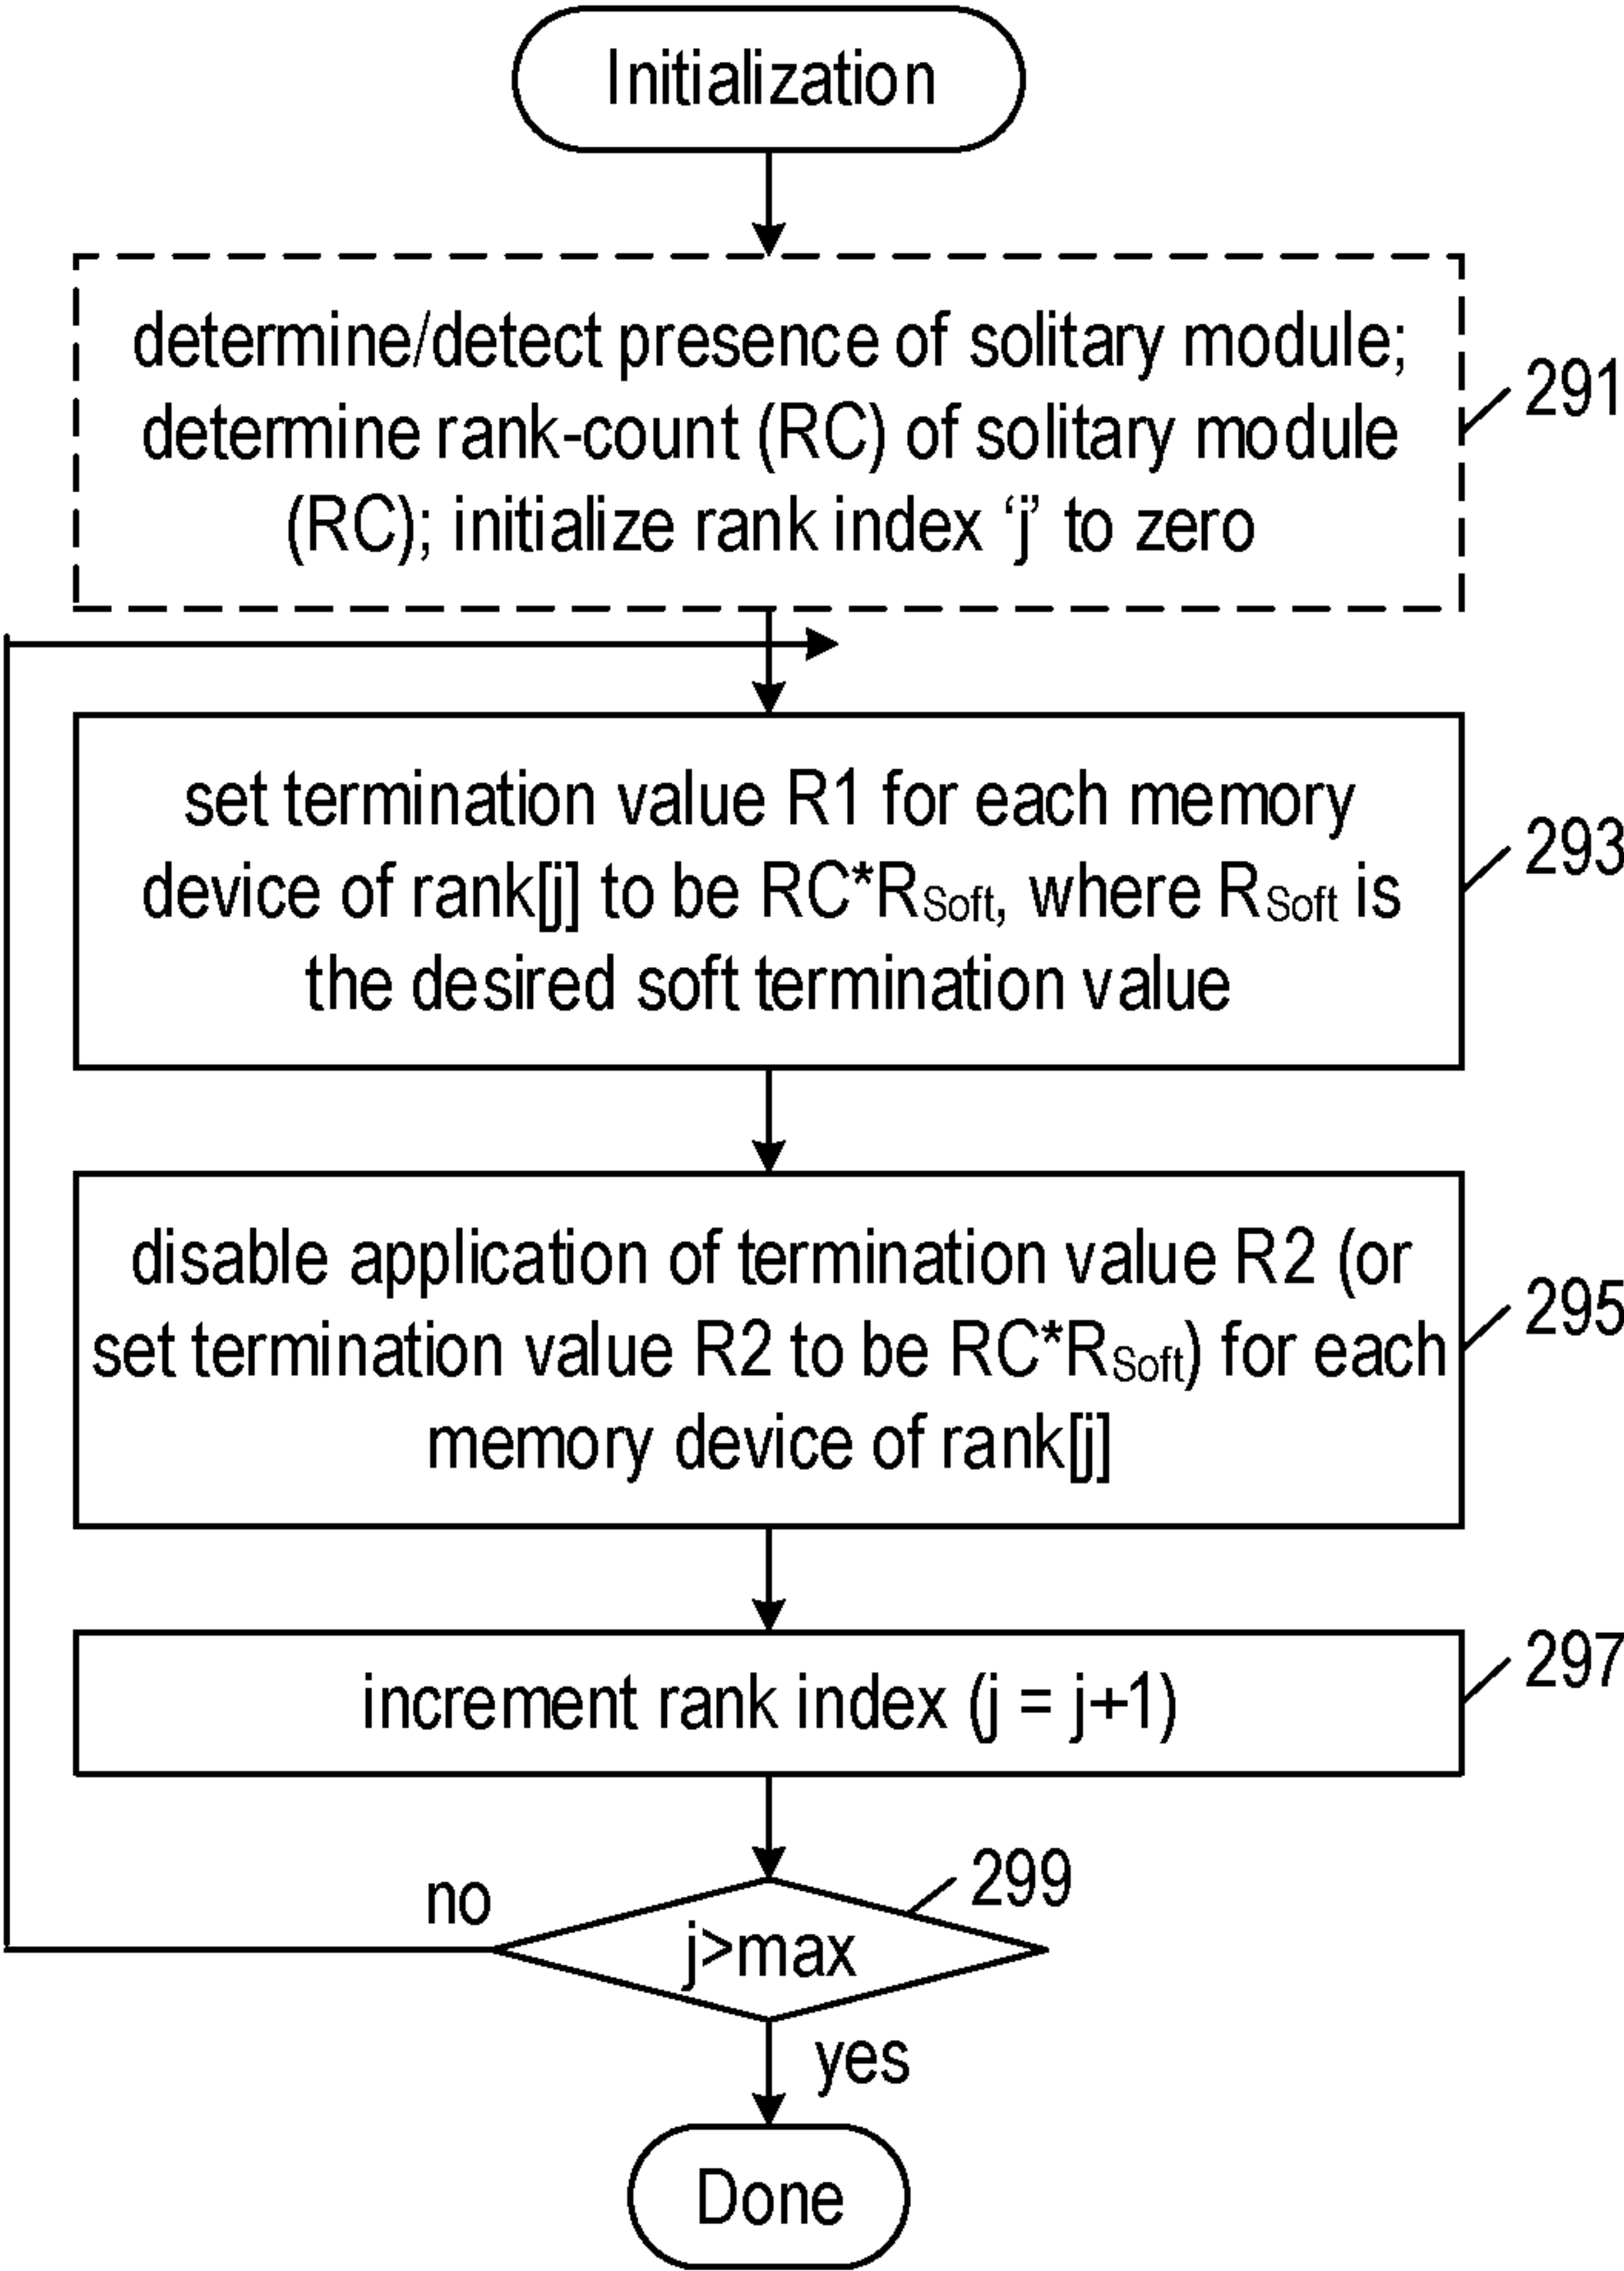 Initialization
determine/detect presence of solitary module;
determine rank-count (RC) of solitary module
(RC); initialize rank index ‘j’ to zero
291
set termination value R1 for each memory
device of rank[j] to be RC*RSoft, where RSoft is
the desired soft termination value
293
disable application of termination value R2 (or
set termination value R2 to be RC*RSoft) for each
memory device of rank[j]
295
increment rank index (j = j+1)
297
299
no
j>max
yes
Done